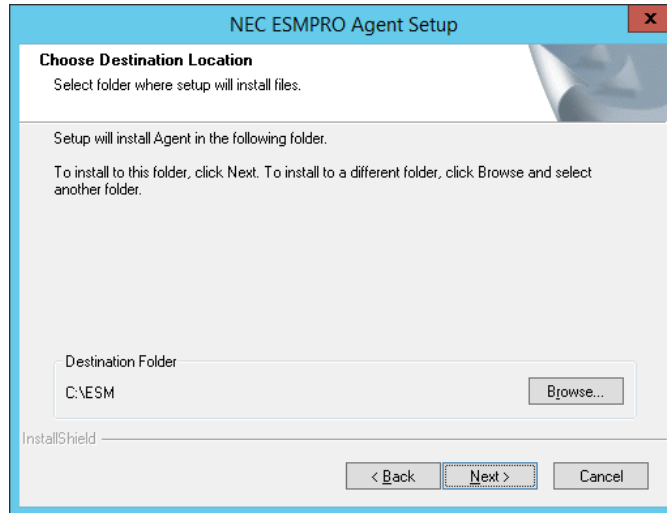 NEC ESMPRO Agent Setup
x
Choose Destination Location
Select folder where setup will install files.
Setup will install Agent in the following folder.
To install to this folder, click Next. To install to a different folder, click Browse and select
another folder.
Destination Folder
C:\ESM
Browse...
InstallShield
< Back
Next >
Cancel